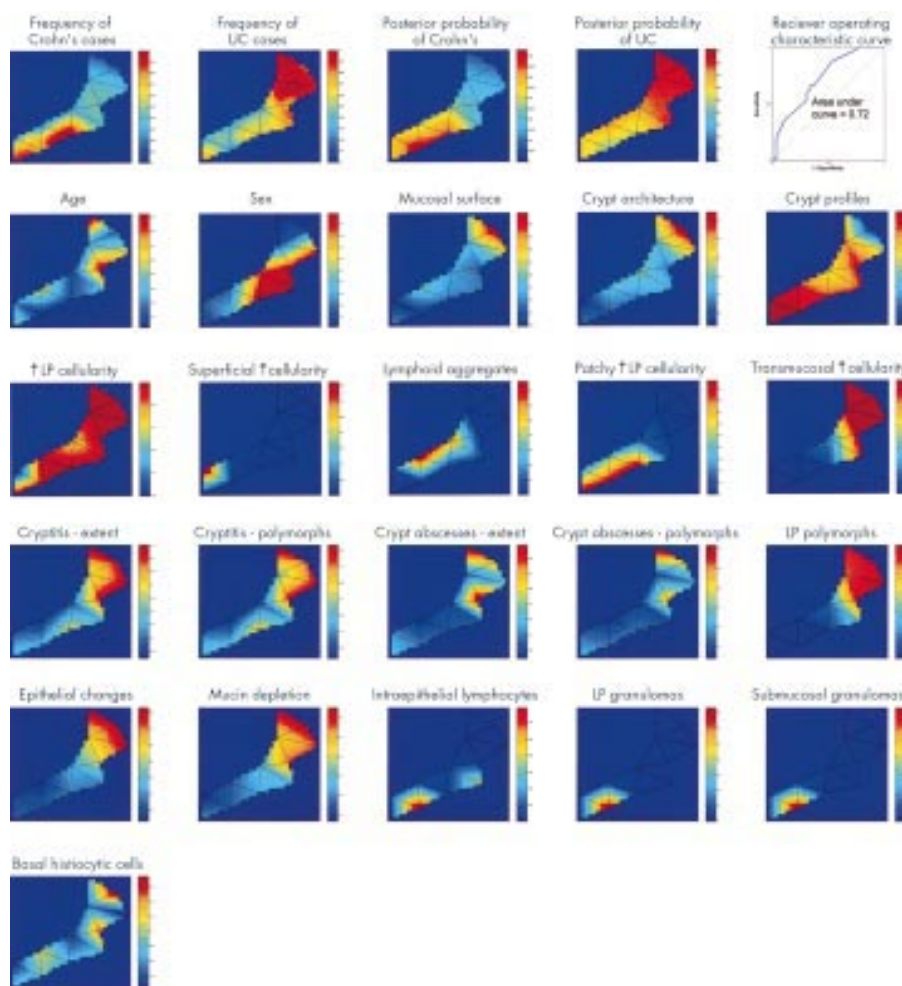 Frequency of
Crohn's cases
Frequency of
UC cases
Posterior probability
of Crohn's
Posterior probability
of UC
Reciever operating
characteristic curve
Area under
curve = 0.72
Age
Sex
Mucosal surface
Crypt architecture
Crypt profiles
↑LP cellularity
Superficial ↑cellularity
Lymphoid aggregates
Patchy ↑LP cellularity
Transmucosal ↑cellularity
Cryptitis - extent
Cryptitis - polymorphs
Crypt abscesses - extent
Crypt abscesses - polymorphs
LP polymorphs
Epithelial changes
Mucin depletion
Intraepithelial lymphocytes
LP granulomas
Submucosal granulomas
Basal histiocytic cells